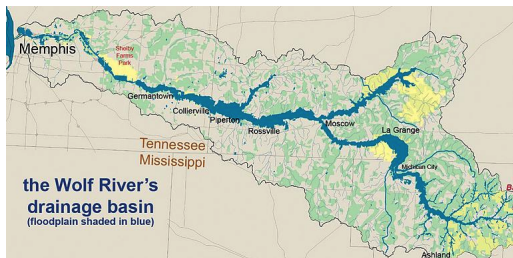 Memphis
Shelby
Farms
Park
Germantown
Collierville
Piperton
Rossville
Moscow
La Grange
Michigan City
Tennessee
Mississippi
the Wolf River's
drainage basin
(floodplain shaded in blue)
Ashland